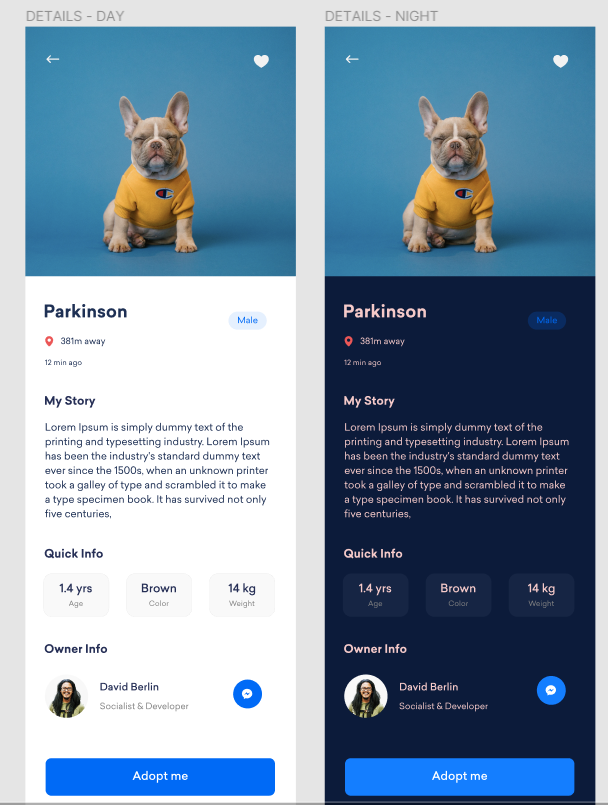 DETAILS - DAY
Parkinson
Male
381m away
12 min ago
My Story
Lorem Ipsum is simply dummy text of the
printing and typesetting industry. Lorem Ipsum
has been the industry's standard dummy text
ever since the 1500s, when an unknown printer
took a galley of type and scrambled it to make
a type specimen book. It has survived not only
five centuries,
Quick Info
1.4 yrs
Age
Brown
Color
14 kg
Weight
Owner Info
David Berlin
Socialist & Developer
Adopt me
DETAILS - NIGHT
Parkinson
Male
381m away
12 min ago
My Story
Lorem Ipsum is simply dummy text of the
printing and typesetting industry. Lorem Ipsum
has been the industry's standard dummy text
ever since the 1500s, when an unknown printer
took a galley of type and scrambled it to make
a type specimen book. It has survived not only
five centuries,
Quick Info
1.4 yrs
Age
Brown
Color
14 kg
Weight
Owner Info
David Berlin
Socialist & Developer
Adopt me